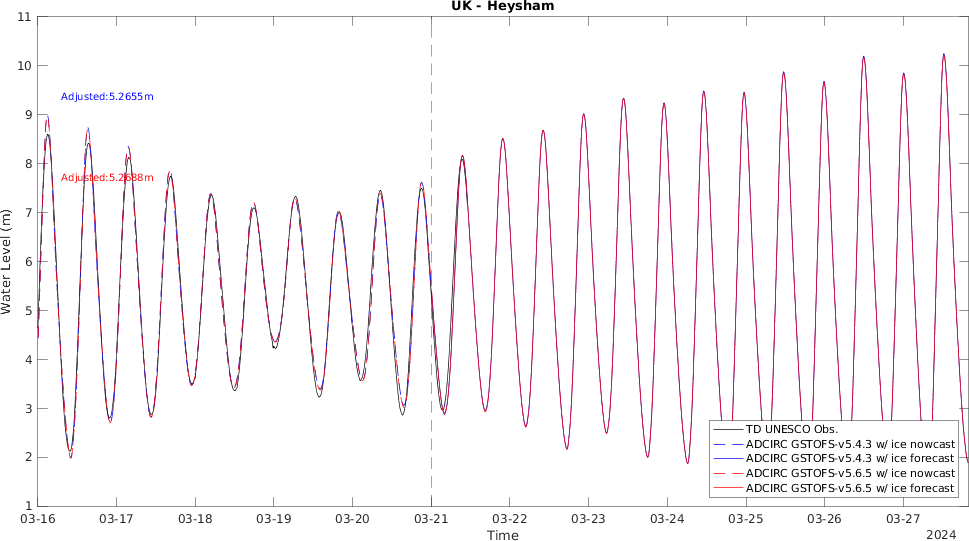 UK - Heysham
11
10
9
8
7
6
5
4
3
2
1
Water Level (m)
Adjusted:5.2655m
Adjusted:5.2688m
TD UNESCO Obs.
ADCIRC GSTOFS-v5.4.3 w/ ice nowcast
ADCIRC GSTOFS-v5.4.3 w/ ice forecast
ADCIRC GSTOFS-v5.6.5 w/ ice nowcast
ADCIRC GSTOFS-v5.6.5 w/ ice forecast
03-16 03-17 03-18 03-19 03-20 03-21 03-22 03-23 03-24 03-25 03-26 03-27
Time
2024